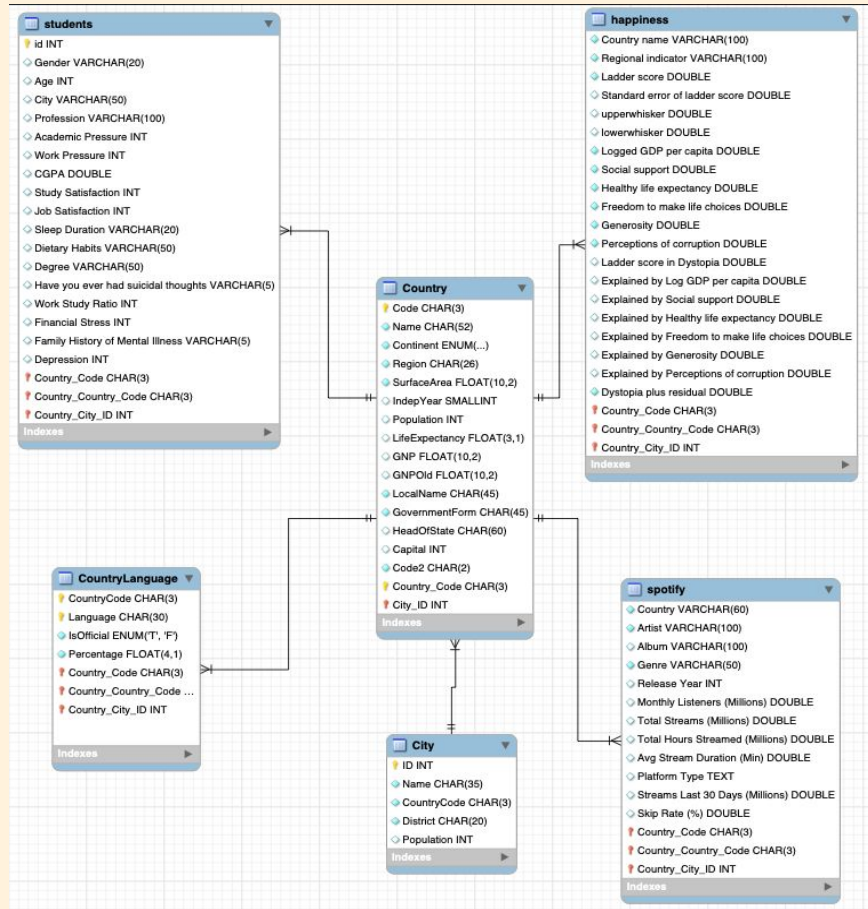 students
id INT
Gender VARCHAR(20)
Age INT
City VARCHAR(50)
Profession VARCHAR(100)
Academic Pressure INT
Work Pressure INT
CGPA DOUBLE
Study Satisfaction INT
Job Satisfaction INT
Sleep Duration VARCHAR(20)
Dietary Habits VARCHAR(50)
Degree VARCHAR(50)
Have you ever had suicidal thoughts VARCHAR(5)
Work Study Ratio INT
Financial Stress INT
Family History of Mental Illness VARCHAR(5)
Depression INT
Country_Code CHAR(3)
Country_Country_Code CHAR(3)
Country_City_ID INT
Indexes
happiness
Country name VARCHAR(100)
Regional indicator VARCHAR(100)
Ladder score DOUBLE
Standard error of ladder score DOUBLE
upperwhisker DOUBLE
lowerwhisker DOUBLE
Logged GDP per capita DOUBLE
Social support DOUBLE
Healthy life expectancy DOUBLE
Freedom to make life choices DOUBLE
Generosity DOUBLE
Perceptions of corruption DOUBLE
Ladder score in Dystopia DOUBLE
Explained by Log GDP per capita DOUBLE
Explained by Social support DOUBLE
Explained by Healthy life expectancy DOUBLE
Explained by Freedom to make life choices DOUBLE
Explained by Generosity DOUBLE
Explained by Perceptions of corruption DOUBLE
Dystopia plus residual DOUBLE
Country_Code CHAR(3)
Country_Country_Code CHAR(3)
Country_City_ID INT
Indexes
Country
Code CHAR(3)
Name CHAR(52)
Continent ENUM(...)
Region CHAR(26)
SurfaceArea FLOAT(10,2)
IndepYear SMALLINT
Population INT
LifeExpectancy FLOAT(3,1)
GNP FLOAT(10,2)
GNPOld FLOAT(10,2)
LocalName CHAR(45)
GovernmentForm CHAR(45)
HeadOfState CHAR(60)
Capital INT
Code2 CHAR(2)
Country_Code CHAR(3)
City_ID INT
Indexes
CountryLanguage
CountryCode CHAR(3)
Language CHAR(30)
IsOfficial ENUM('T', 'F')
Percentage FLOAT(4,1)
Country_Code CHAR(3)
Country_Country_Code ...
Country_City_ID INT
Indexes
City
ID INT
Name CHAR(35)
CountryCode CHAR(3)
District CHAR(20)
Population INT
Indexes
spotify
Country VARCHAR(60)
Artist VARCHAR(100)
Album VARCHAR(100)
Genre VARCHAR(50)
Release Year INT
Monthly Listeners (Millions) DOUBLE
Total Streams (Millions) DOUBLE
Total Hours Streamed (Millions) DOUBLE
Avg Stream Duration (Min) DOUBLE
Platform Type TEXT
Streams Last 30 Days (Millions) DOUBLE
Skip Rate (%) DOUBLE
Country_Code CHAR(3)
Country_Country_Code CHAR(3)
Country_City_ID INT
Indexes